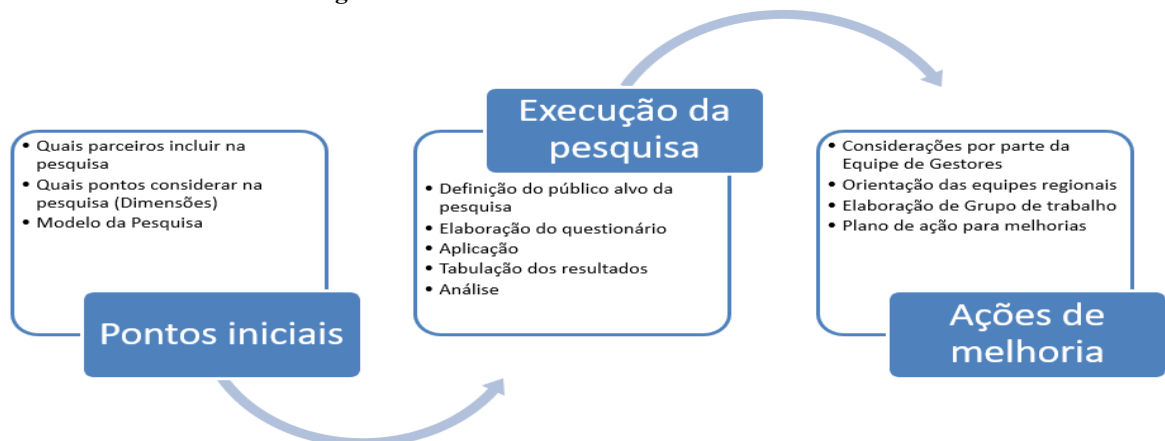 • Quais parceiros incluir na
pesquisa
• Quais pontos considerar na
pesquisa (Dimensões)
• Modelo da Pesquisa
Pontos iniciais
Execução da
pesquisa
• Definição do público alvo da
pesquisa
• Elaboração do questionário
• Aplicação
• Tabulação dos resultados
• Análise
• Considerações por parte da
Equipe de Gestores
• Orientação das equipes regionais
• Elaboração de Grupo de trabalho
• Plano de ação para melhorias
Ações de
melhoria